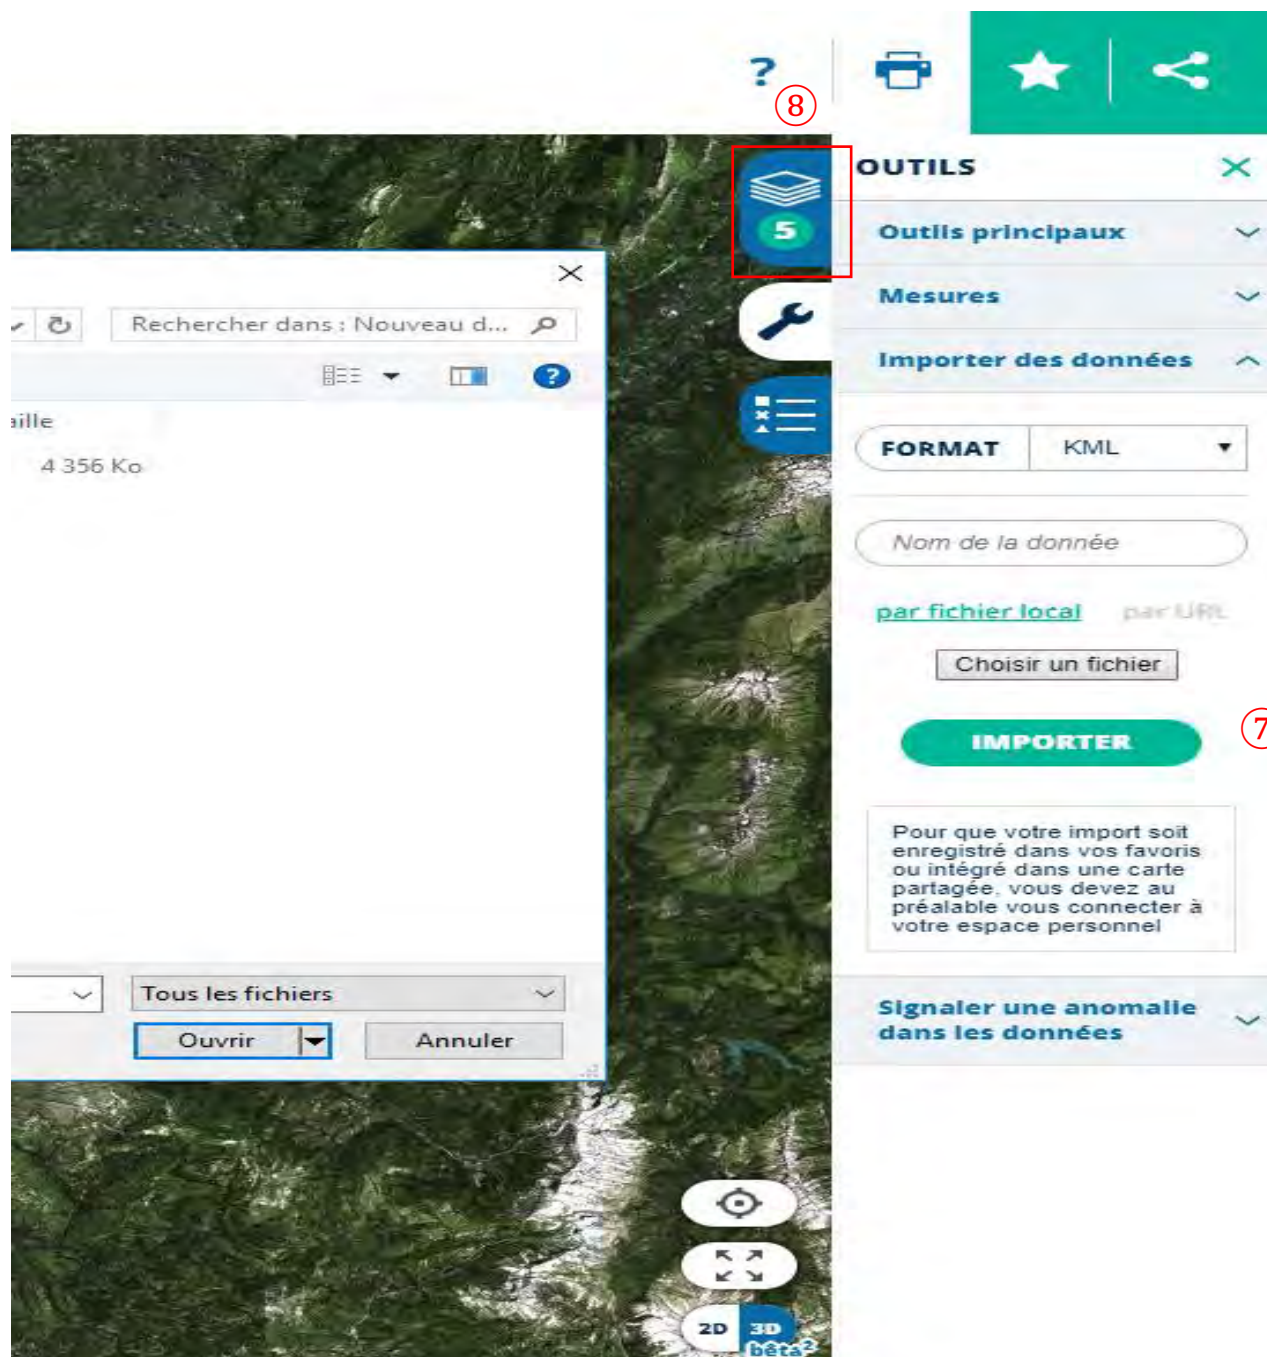 ?
⑧
OUTILS
5
Outils principaux
Mesures
Importer des données
Rechercher dans : Nouveau d...
?
aille
4 356 Ko
FORMAT KML
Nom de la donnée
par fichier local par URL
Choisir un fichier
IMPORTER
⑦
Pour que votre import soit
enregistré dans vos favoris
ou intégré dans une carte
partagée, vous devez au
préalable vous connecter à
votre espace personnel
Tous les fichiers
Ouvrir Annuler
Signaler une anomalie
dans les données
2D 3D
bêta²